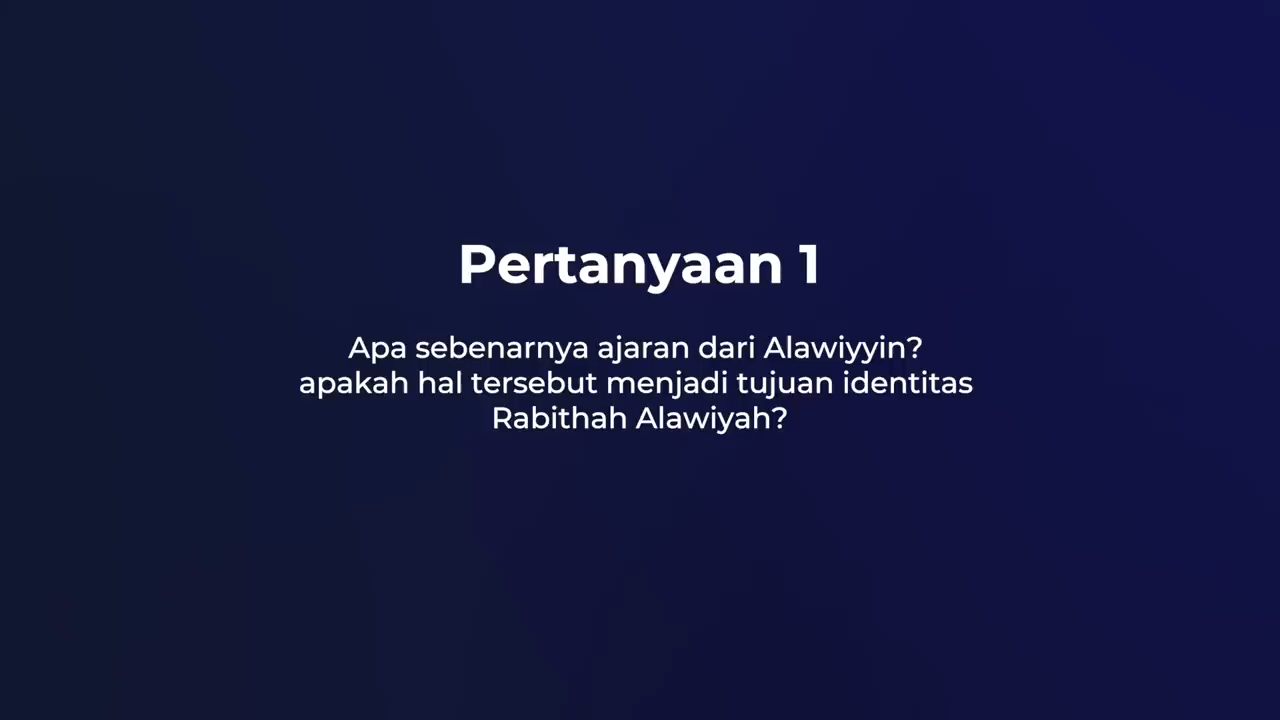 Pertanyaan 1
Apa sebenarnya ajaran dari Alawiyyin?
apakah hal tersebut menjadi tujuan identitas
Rabithah Alawiyah?